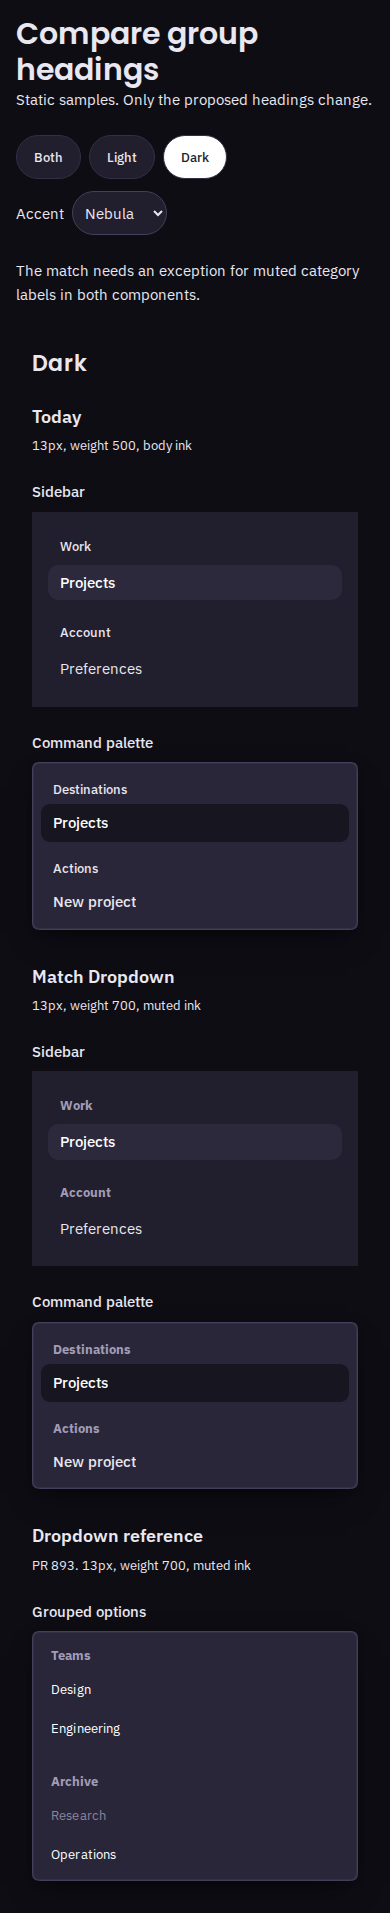 Compare group
headings
Static samples. Only the proposed headings change.
Both Light Dark
Accent Nebula
The match needs an exception for muted category
labels in both components.
Dark
Today
13px, weight 500, body ink
Sidebar
Work
Projects
Account
Preferences
Command palette
Destinations
Projects
Actions
New project
Match Dropdown
13px, weight 700, muted ink
Sidebar
Work
Projects
Account
Preferences
Command palette
Destinations
Projects
Actions
New project
Dropdown reference
PR 893. 13px, weight 700, muted ink
Grouped options
Teams
Design
Engineering
Archive
Research
Operations